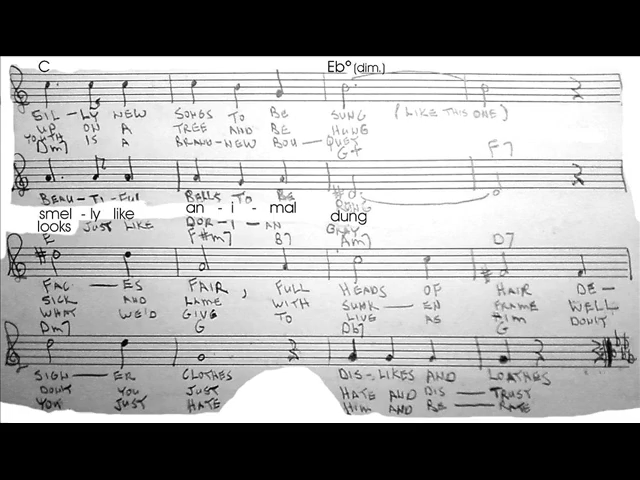 C Eb° (dim.)
SIL - LY NEW SONGS TO BE SUNG (LIKE THIS ONE)
UP ON A TREE AND BE HUNG
YOUTH IS A BRAND-NEW BOU — QUET
Dm7 G+ F7
BEAU-TI-FUL BELLS TO BE RUNG
smel - ly like an - i - mal dung
looks JUST LIKE DOR-I-AN GRAY
E F#m7 B7 Am7 D7
FAC — ES FAIR, FULL HEADS OF HAIR DE-
SICK AND LAME WITH SUNK — EN FRAME WELL
WHAT WE'D GIVE TO LIVE AS HIM DON'T
Dm7 G Db7 G
SIGN — ER CLOTHES DIS-LIKES AND LOATHES
DON'T YOU JUST HATE AND DIS — TRUST
YOU JUST HATE HIM AND BE — RATE